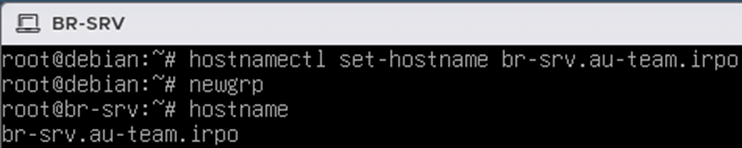 BR-SRV
root@debian:~# hostnamectl set-hostname br-srv.au-team.irpo
root@debian:~# newgrp
root@br-srv:~# hostname
br-srv.au-team.irpo